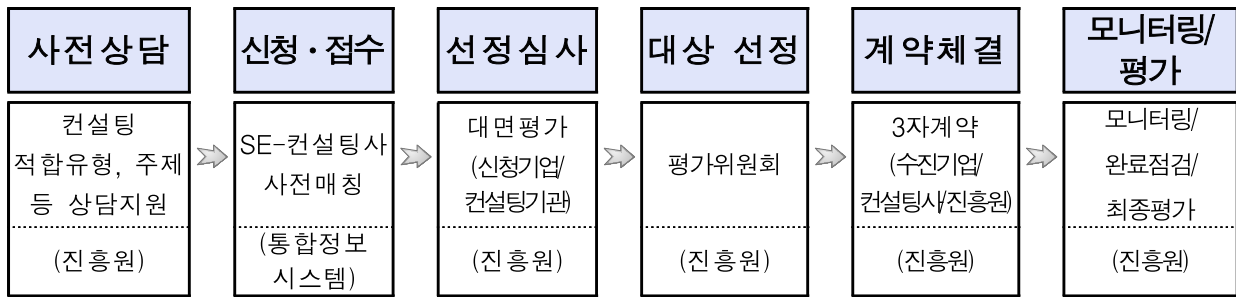 사전상담
신청·접수
선정심사
대상 선정
계약체결
모니터링/
평가
컨설팅
적합유형, 주제
등 상담지원
(진흥원)
SE-컨설팅사
사전매칭
(통합정보
시스템)
대면평가
(신청기업/
컨설팅기관)
(진흥원)
평가위원회
(진흥원)
3자계약
(수진기업/
컨설팅사/진흥원)
(진흥원)
모니터링/
완료점검/
최종평가
(진흥원)